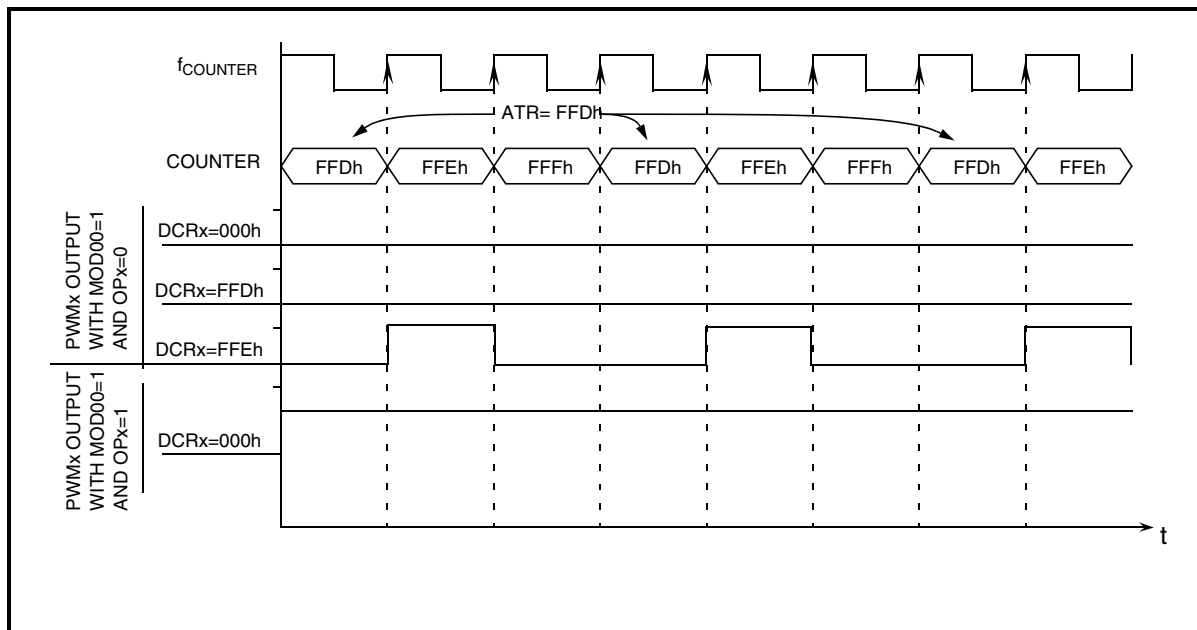 fCOUNTER
ATR= FFDh
COUNTER
FFDh FFEh FFFh FFDh FFEh FFFh FFDh FFEh
PWMx OUTPUT
WITH MOD00=1
AND OPx=0
DCRx=000h
DCRx=FFDh
DCRx=FFEh
PWMx OUTPUT
WITH MOD00=1
AND OPx=1
DCRx=000h
t